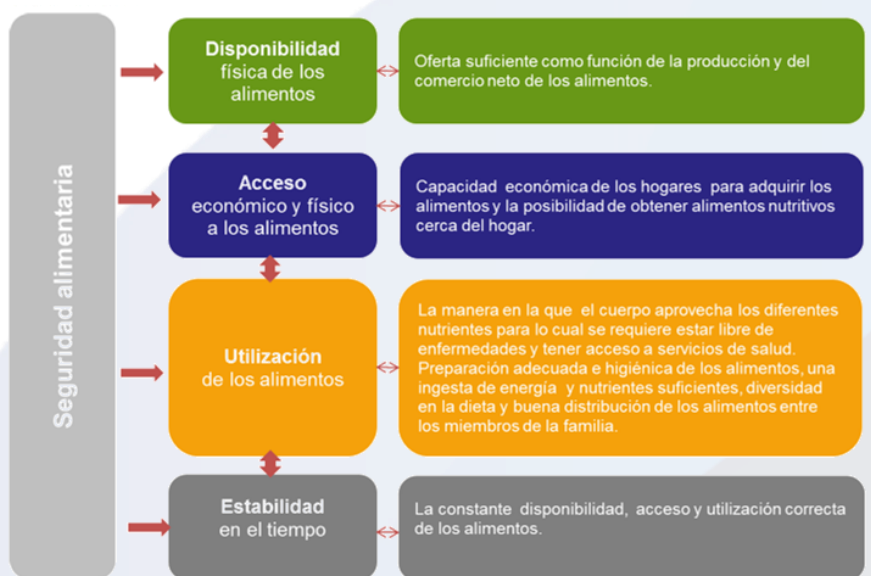 Seguridad alimentaria
Disponibilidad
física de los
alimentos
Oferta suficiente como función de la producción y del
comercio neto de los alimentos.
Acceso
económico y físico
a los alimentos
Capacidad económica de los hogares para adquirir los
alimentos y la posibilidad de obtener alimentos nutritivos
cerca del hogar.
Utilización
de los alimentos
La manera en la que el cuerpo aprovecha los diferentes
nutrientes para lo cual se requiere estar libre de
enfermedades y tener acceso a servicios de salud.
Preparación adecuada e higiénica de los alimentos, una
ingesta de energía y nutrientes suficientes, diversidad
en la dieta y buena distribución de los alimentos entre
los miembros de la familia.
Estabilidad
en el tiempo
La constante disponibilidad, acceso y utilización correcta
de los alimentos.